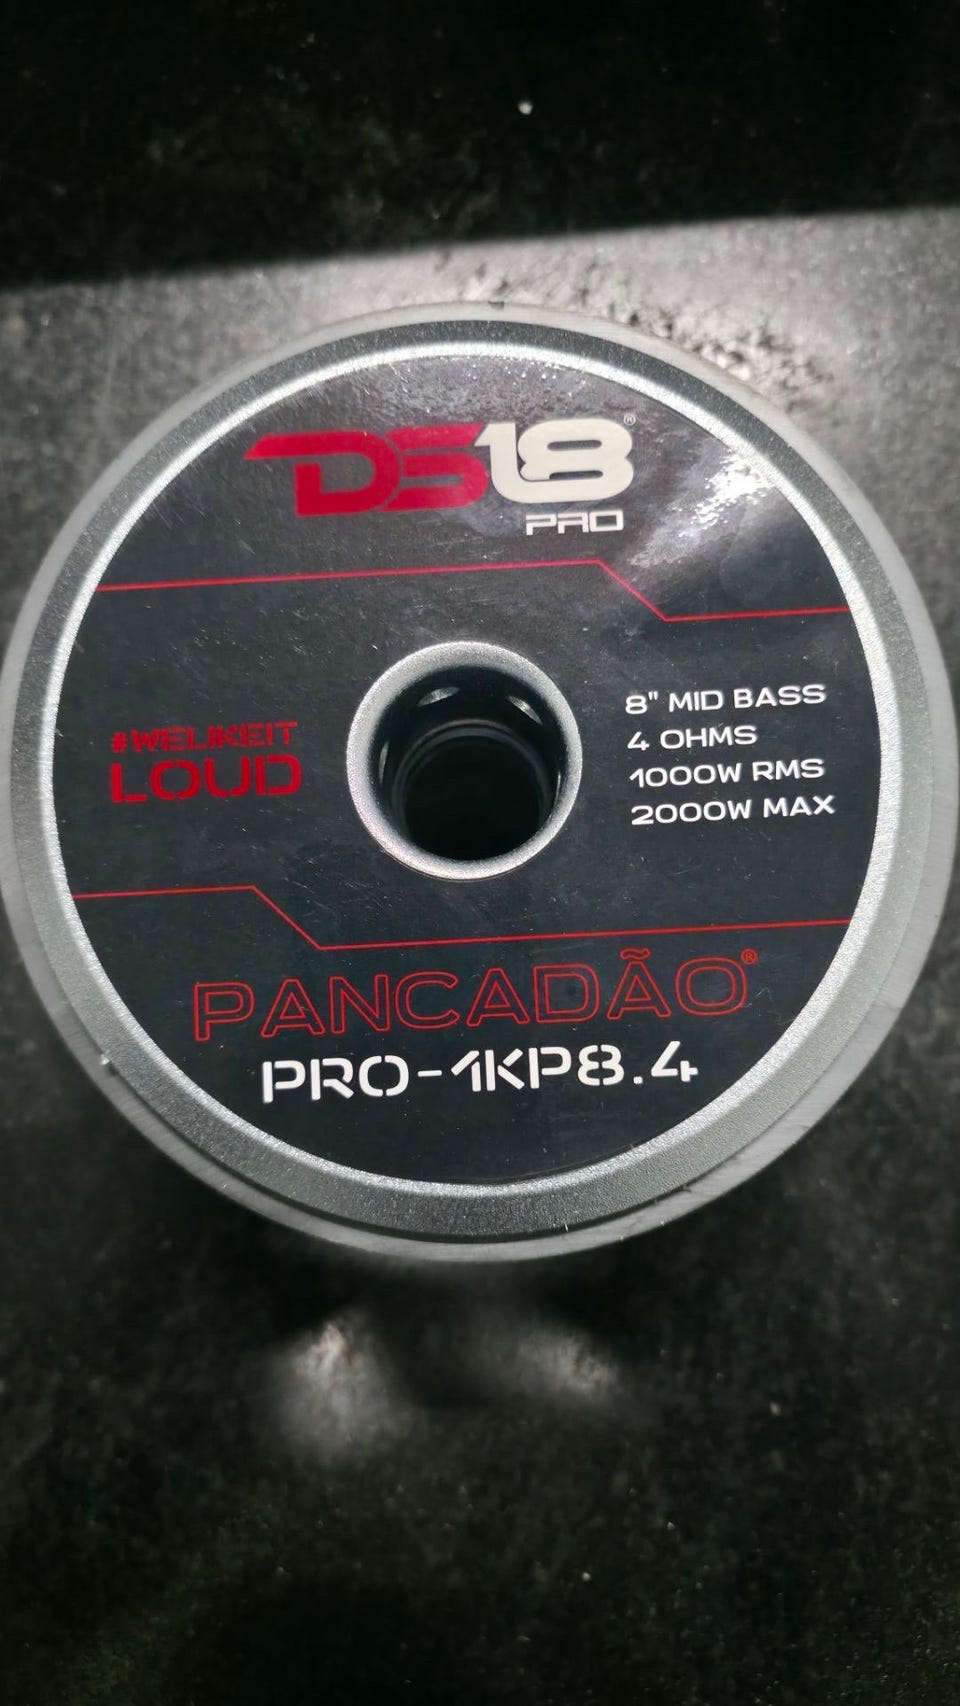 DS18®
PRO
#WELIKEIT
LOUD
8" MID BASS
4 OHMS
1000W RMS
2000W MAX
PANCADÃO®
PRO-1KP8.4